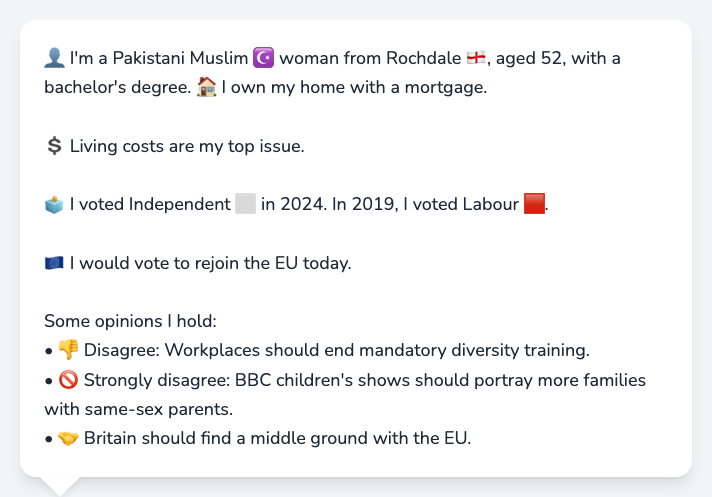 👤 I'm a Pakistani Muslim ☪️ woman from Rochdale 🏴󠁧󠁢󠁥󠁮󠁧󠁿, aged 52, with a
bachelor's degree. 🏠 I own my home with a mortgage.
💲 Living costs are my top issue.
🗳️ I voted Independent ⬜ in 2024. In 2019, I voted Labour 🟥.
🇪🇺 I would vote to rejoin the EU today.
Some opinions I hold:
• 👎 Disagree: Workplaces should end mandatory diversity training.
• 🚫 Strongly disagree: BBC children's shows should portray more families
with same-sex parents.
• 🤝 Britain should find a middle ground with the EU.